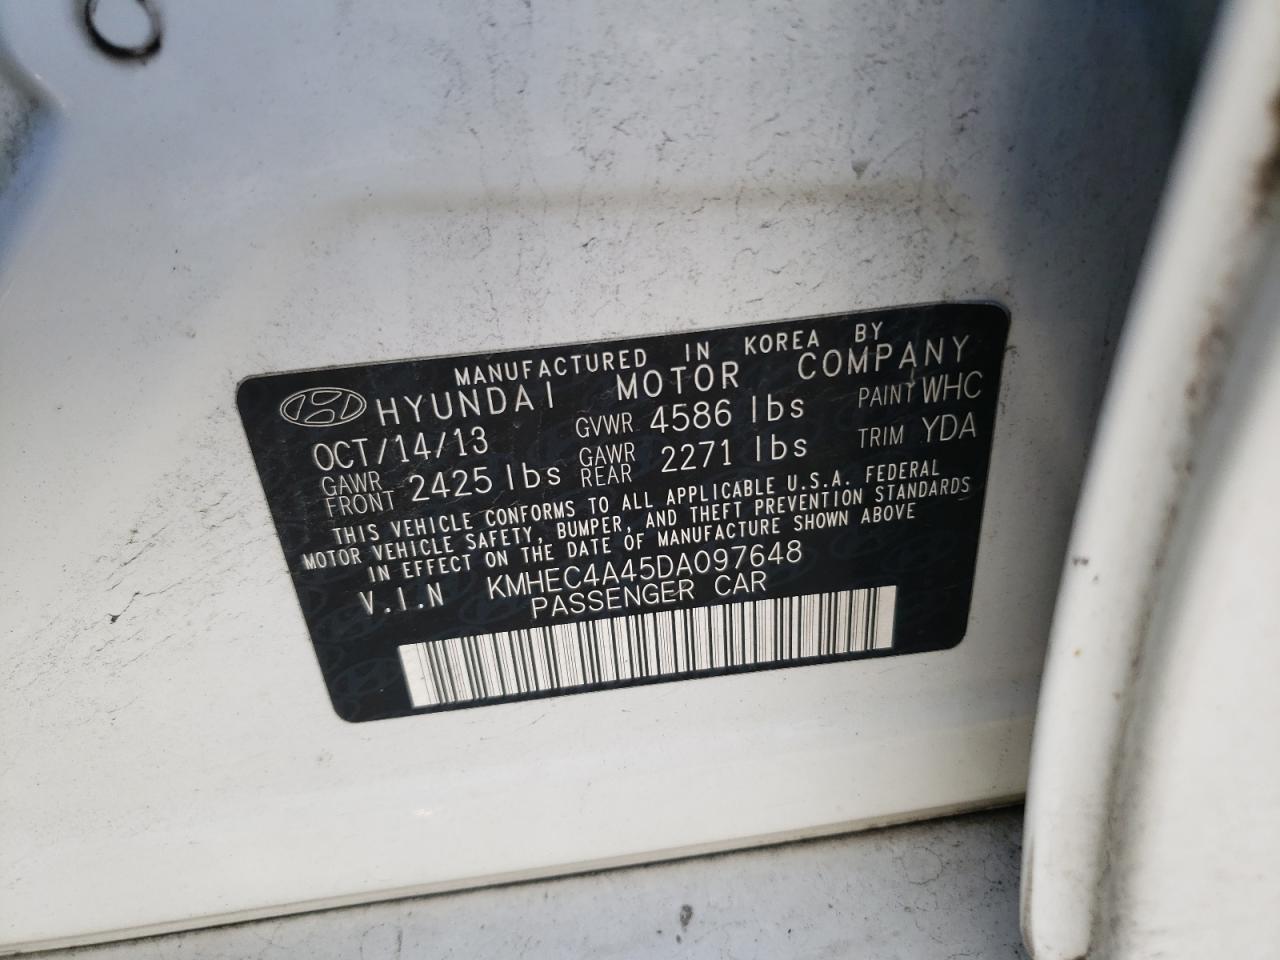 MANUFACTURED IN KOREA BY
HYUNDAI MOTOR COMPANY
OCT/14/13 GVWR 4586 lbs PAINT WHC
GAWR FRONT 2425 lbs GAWR REAR 2271 lbs TRIM YDA
THIS VEHICLE CONFORMS TO ALL APPLICABLE U.S.A. FEDERAL
MOTOR VEHICLE SAFETY, BUMPER, AND THEFT PREVENTION STANDARDS
IN EFFECT ON THE DATE OF MANUFACTURE SHOWN ABOVE
V.I.N KMHEC4A45DA097648
PASSENGER CAR